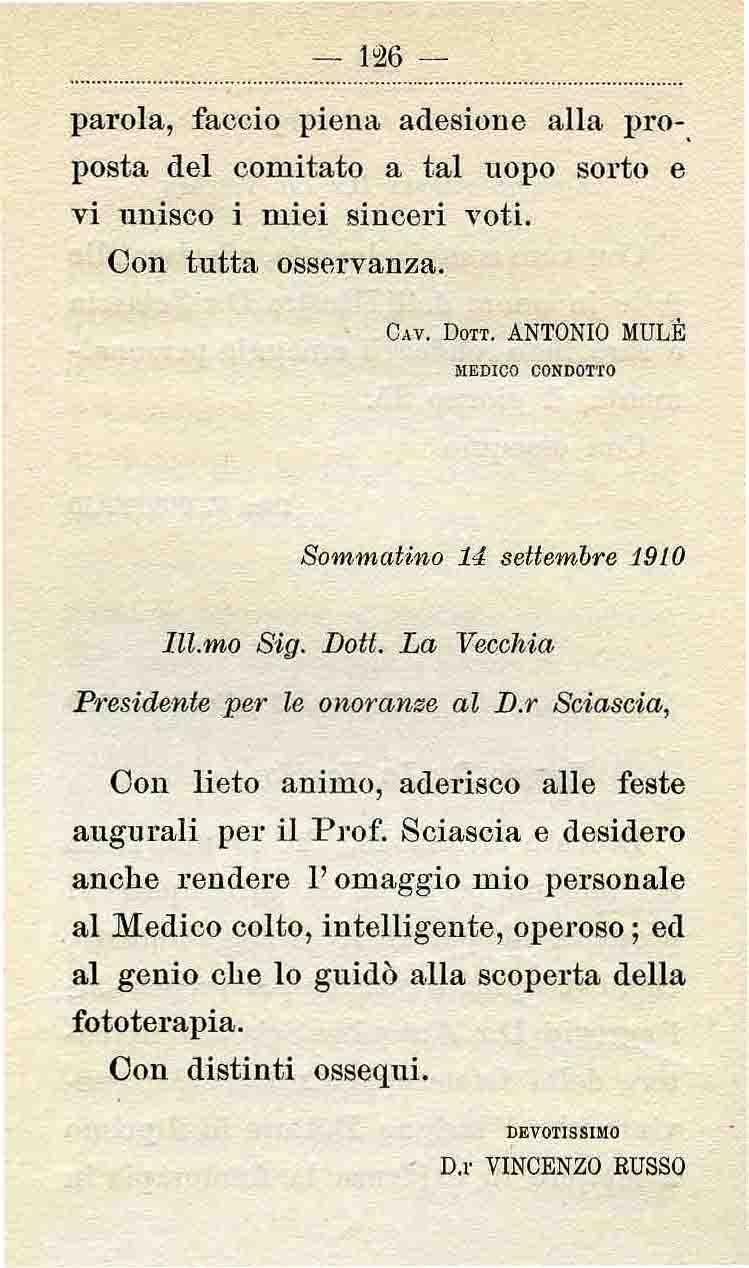 — 126 —
parola, faccio piena adesione alla pro-
posta del comitato a tal uopo sorto e
vi unisco i miei sinceri voti.
Con tutta osservanza.
Cav. Dott. ANTONIO MULÈ
MEDICO CONDOTTO
Sommatino 14 settembre 1910
Ill.mo Sig. Dott. La Vecchia
Presidente per le onoranze al D.r Sciascia,
Con lieto animo, aderisco alle feste
augurali per il Prof. Sciascia e desidero
anche rendere l' omaggio mio personale
al Medico colto, intelligente, operoso ; ed
al genio che lo guidò alla scoperta della
fototerapia.
Con distinti ossequi.
DEVOTISSIMO
D.r VINCENZO RUSSO